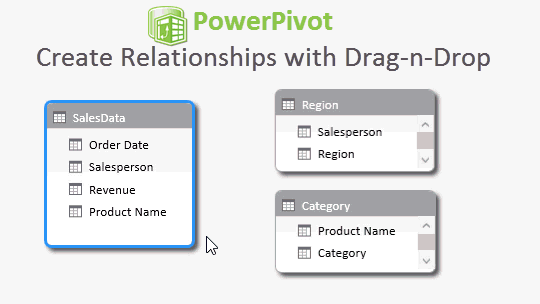 PowerPivot
Create Relationships with Drag-n-Drop
SalesData
Order Date
Salesperson
Revenue
Product Name
Region
Salesperson
Region
Category
Product Name
Category